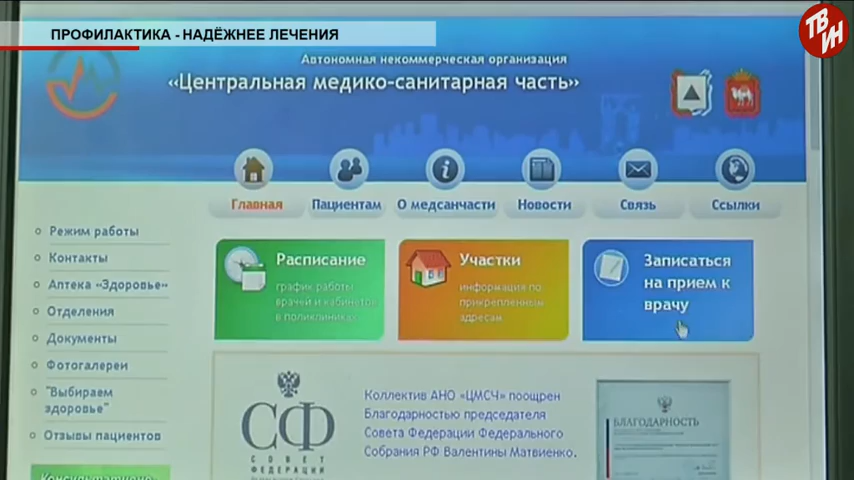 ПРОФИЛАКТИКА - НАДЁЖНЕЕ ЛЕЧЕНИЯ
ТВ
ИН
Автономная некоммерческая организация
«Центральная медико-санитарная часть»
Главная
Пациентам
О медсанчасти
Новости
Связь
Ссылки
Режим работы
Контакты
Аптека «Здоровье»
Отделения
Документы
Фотогалереи
"Выбираем
здоровье"
Отзывы пациентов
Консультативно-
Расписание
график работы
врачей и кабинетов
в поликлиниках
Участки
информация по
прикрепленным
адресам
Записаться
на прием к
врачу
СФ
СОВЕТ
ФЕДЕРАЦИИ
Коллектив АНО «ЦМСЧ» поощрен
Благодарностью председателя
Совета Федерации Федерального
Собрания РФ Валентины Матвиенко.
БЛАГОДАРНОСТЬ